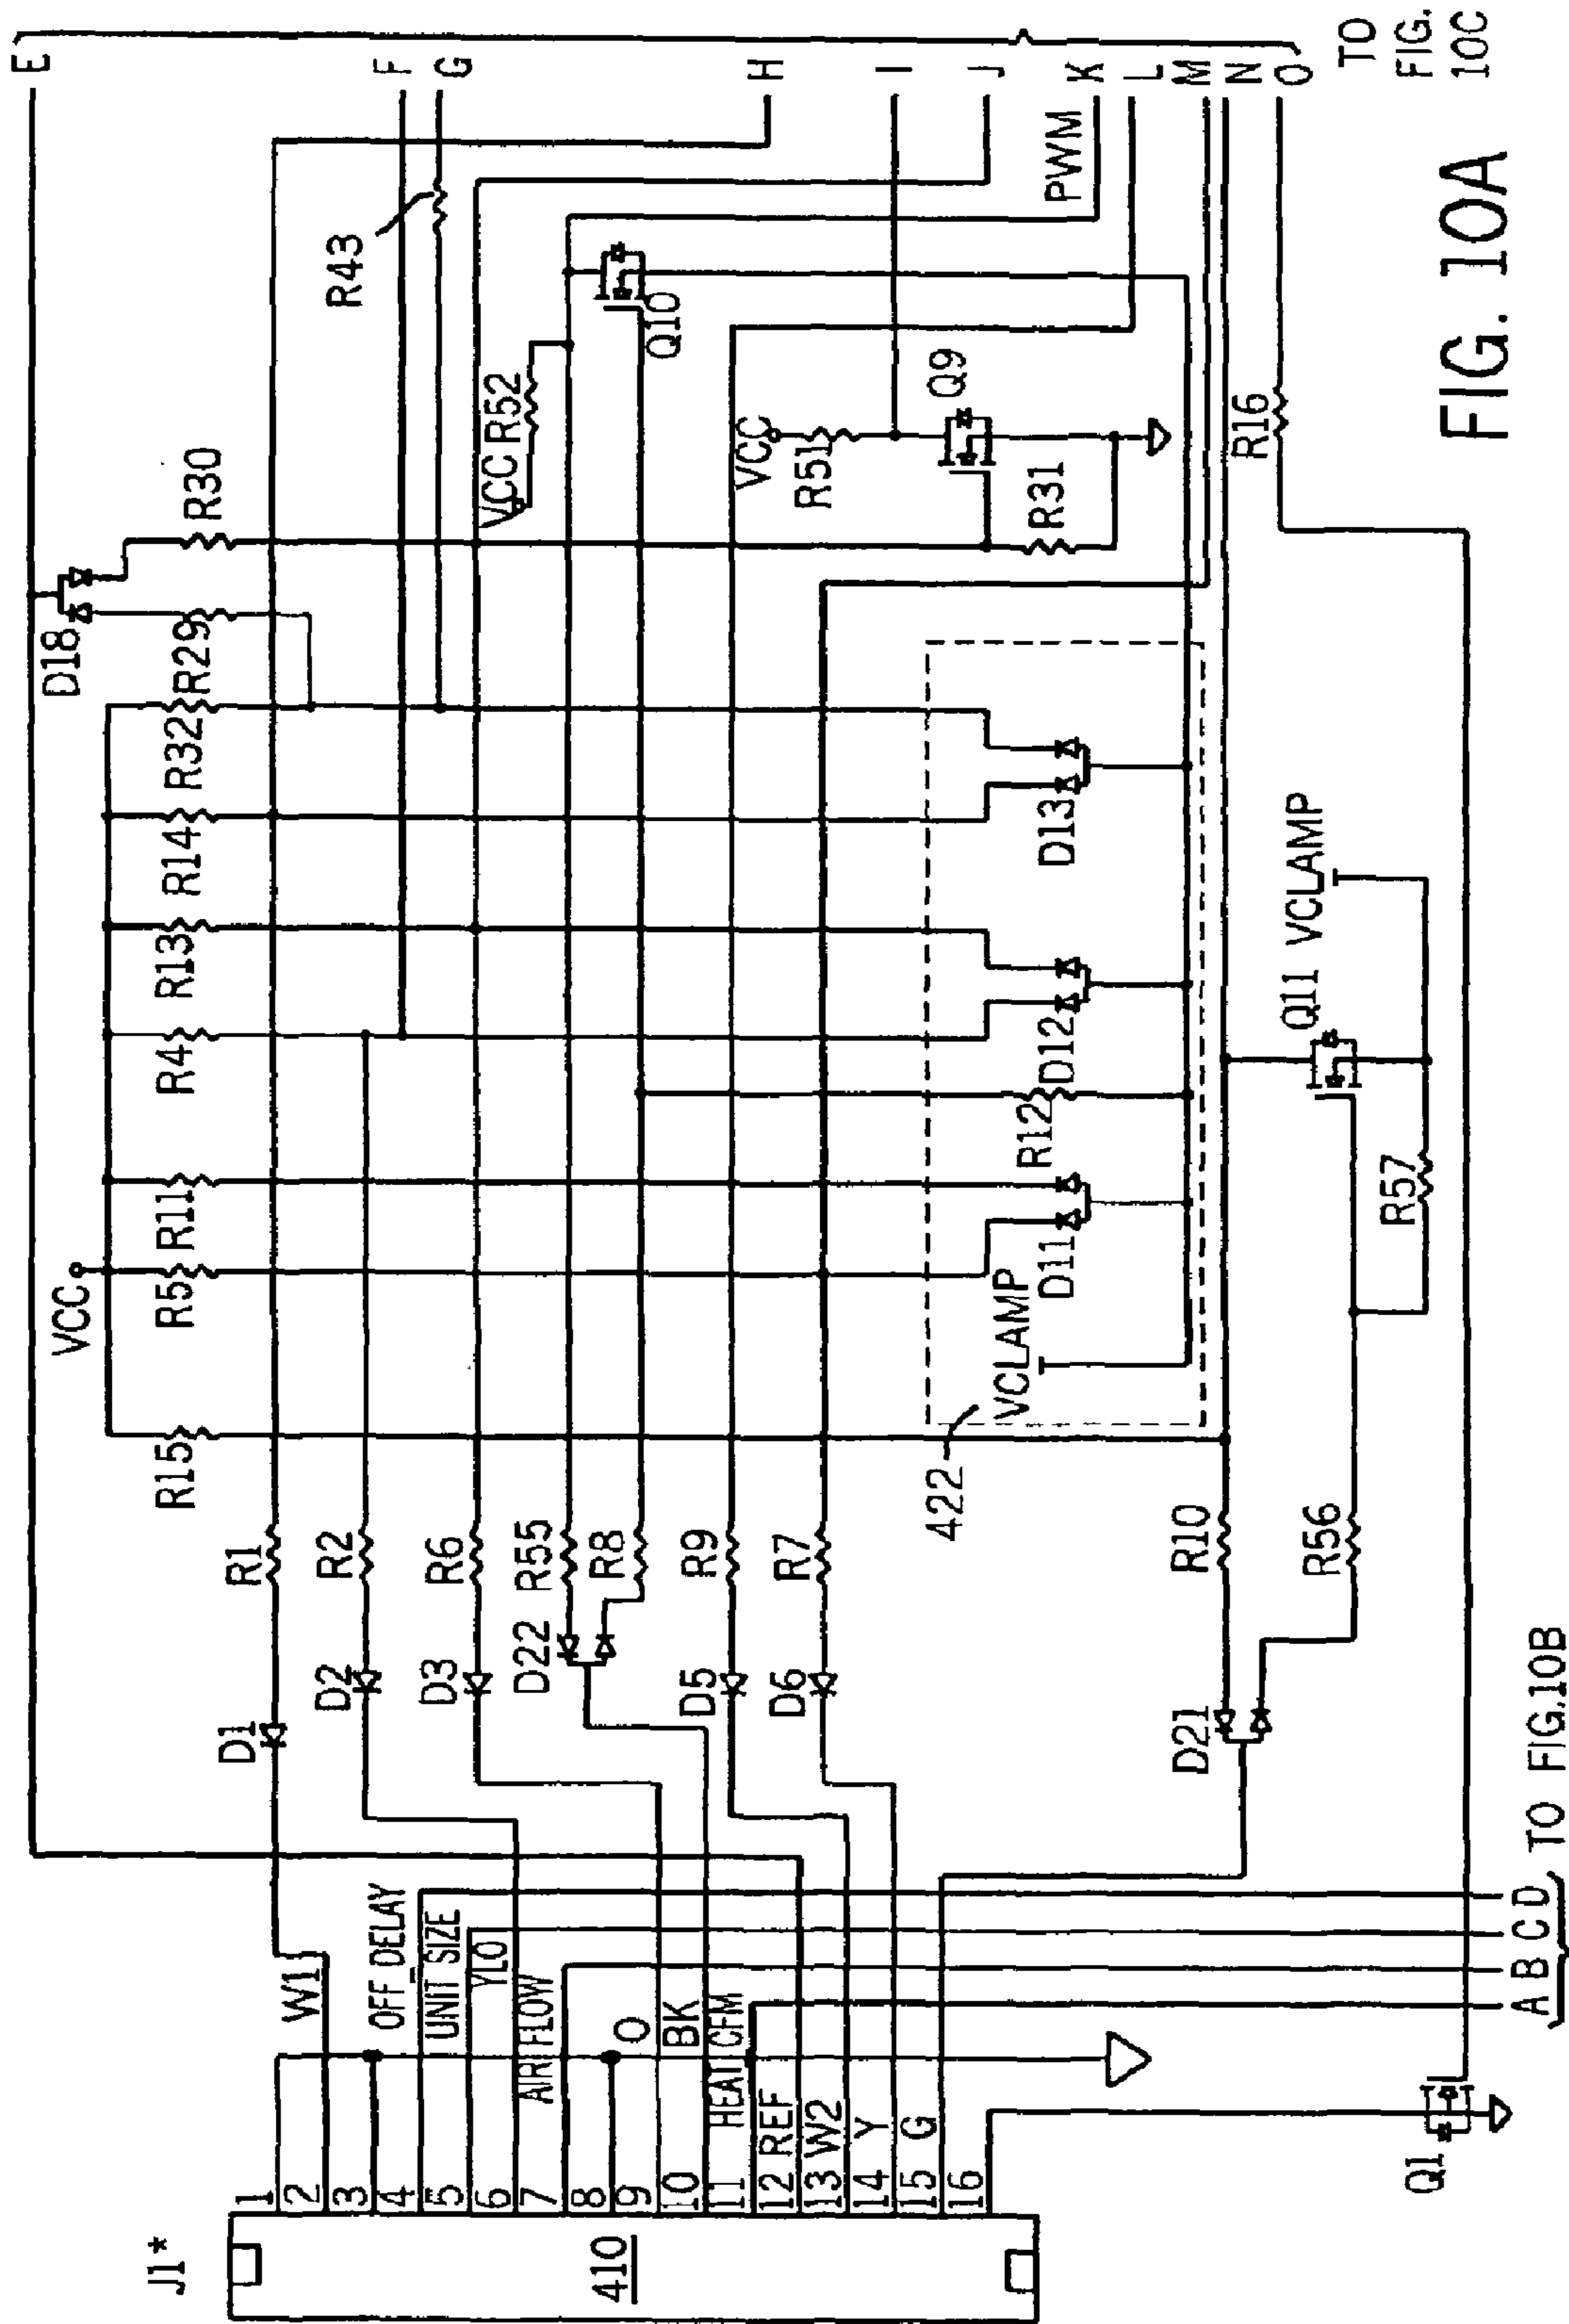 E
F
G
H
I
J
K
L
M
N
O
TO
FIG.
10C
PWM
R43
Q10
VCC R52
Q9
VCC
R51
R31
R16
R30
D18
R29
R32
R14
R13
R4
R11
R5
VCC
R15
D13
D12
R12
D11
VCLAMP
422
Q11 VCLAMP
R57
R56
R10
R1
R2
R6
R55
R8
R9
R7
D1
D2
D3
D22
D5
D6
D21
W1
OFF_DELAY
UNIT SIZE
YLO
AIR FLOW
O
BK
HEAT CFM
REF
W2
Y
G
1
2
3
4
5
6
7
8
9
10
11
12
13
14
15
16
J1*
410
Q1
A B C D TO FIG.10B
FIG. 10A